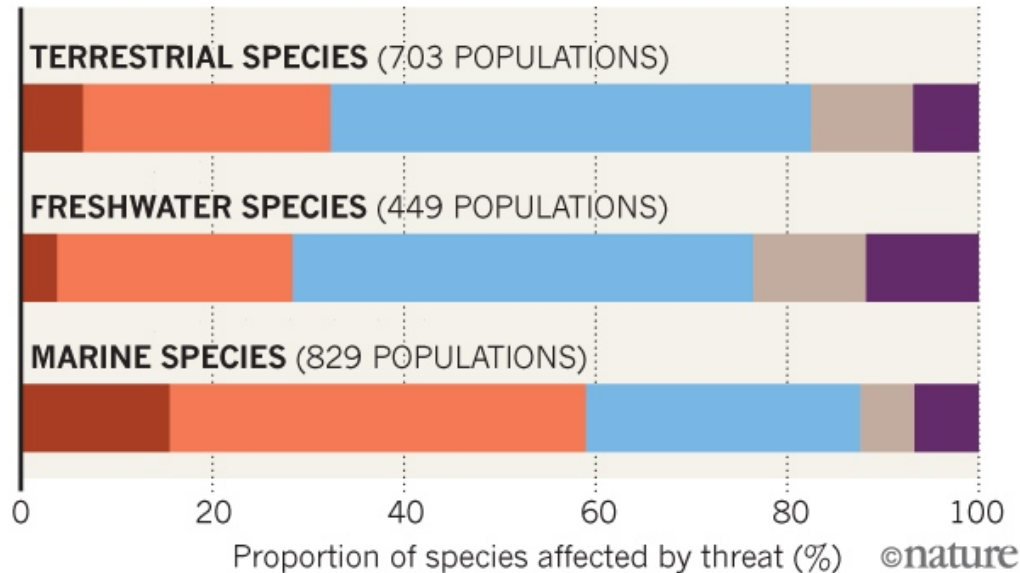 TERRESTRIAL SPECIES (703 POPULATIONS)
FRESHWATER SPECIES (449 POPULATIONS)
MARINE SPECIES (829 POPULATIONS)
0 20 40 60 80 100
Proportion of species affected by threat (%) ©nature